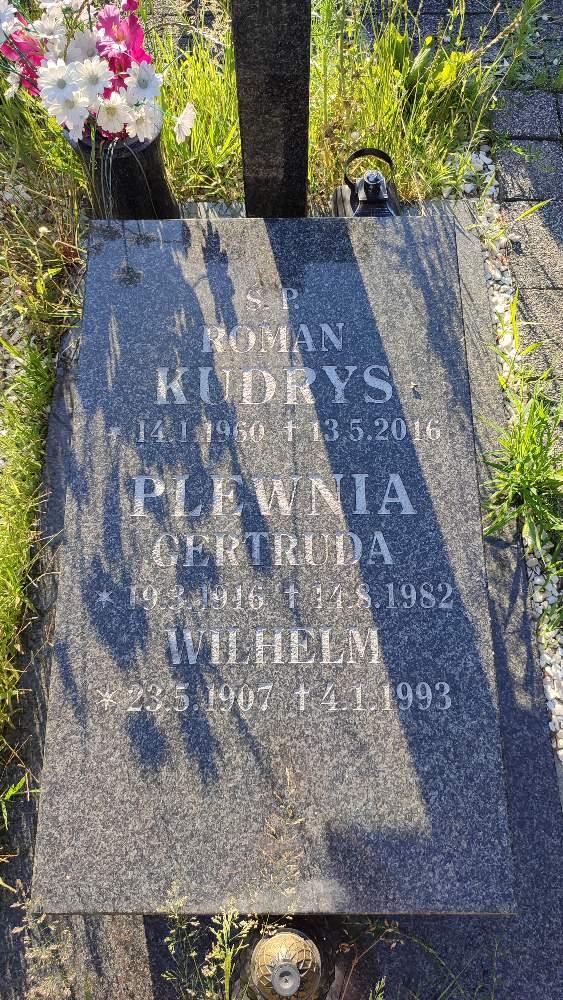 Ś. P.
ROMAN
KUDRYS
* 14.1.1960 † 13.5.2016
PLEWNIA
GERTRUDA
* 19.3.1916 † 14.8.1982
WILHELM
* 23.5.1907 † 4.1.1993